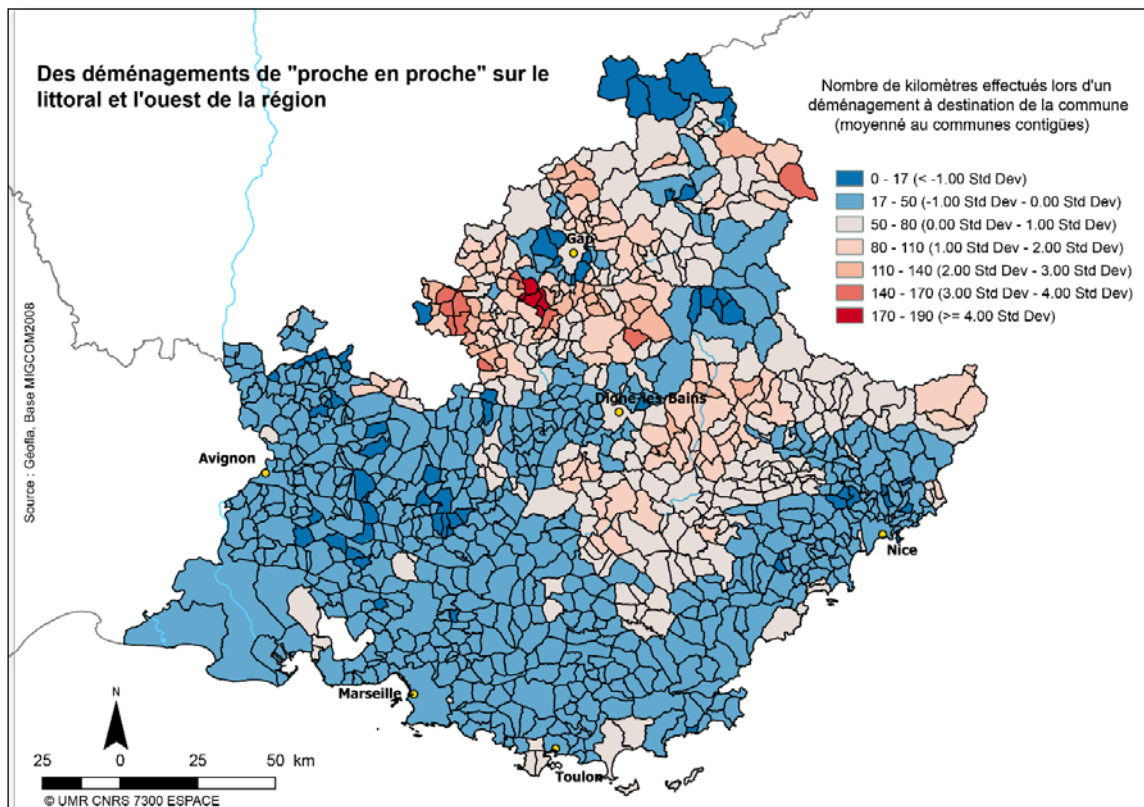 Des déménagements de "proche en proche" sur le
littoral et l'ouest de la région
Nombre de kilomètres effectués lors d'un
déménagement à destination de la commune
(moyenné au communes contigües)
0 - 17 (< -1.00 Std Dev)
17 - 50 (-1.00 Std Dev - 0.00 Std Dev)
50 - 80 (0.00 Std Dev - 1.00 Std Dev)
80 - 110 (1.00 Std Dev - 2.00 Std Dev)
110 - 140 (2.00 Std Dev - 3.00 Std Dev)
140 - 170 (3.00 Std Dev - 4.00 Std Dev)
170 - 190 (>= 4.00 Std Dev)
Gap
Digne-les-Bains
Avignon
Nice
Marseille
Toulon
Source : Géofla, Base MIGCOM2008
N
25 0 25 50 km
© UMR CNRS 7300 ESPACE